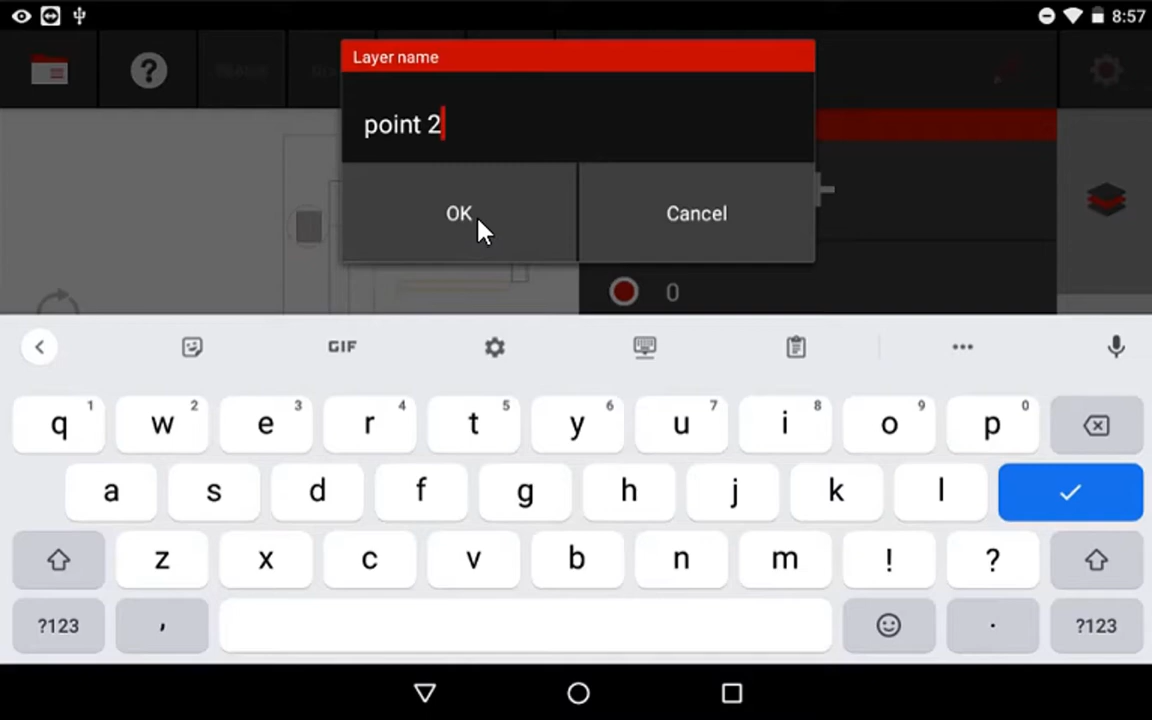 8:57
?
Layer name
point 2
OK Cancel
0
GIF
q 1 w 2 e 3 r 4 t 5 y 6 u 7 i 8 o 9 p 0
a s d f g h j k l
z x c v b n m ! ?
?123 , . ?123